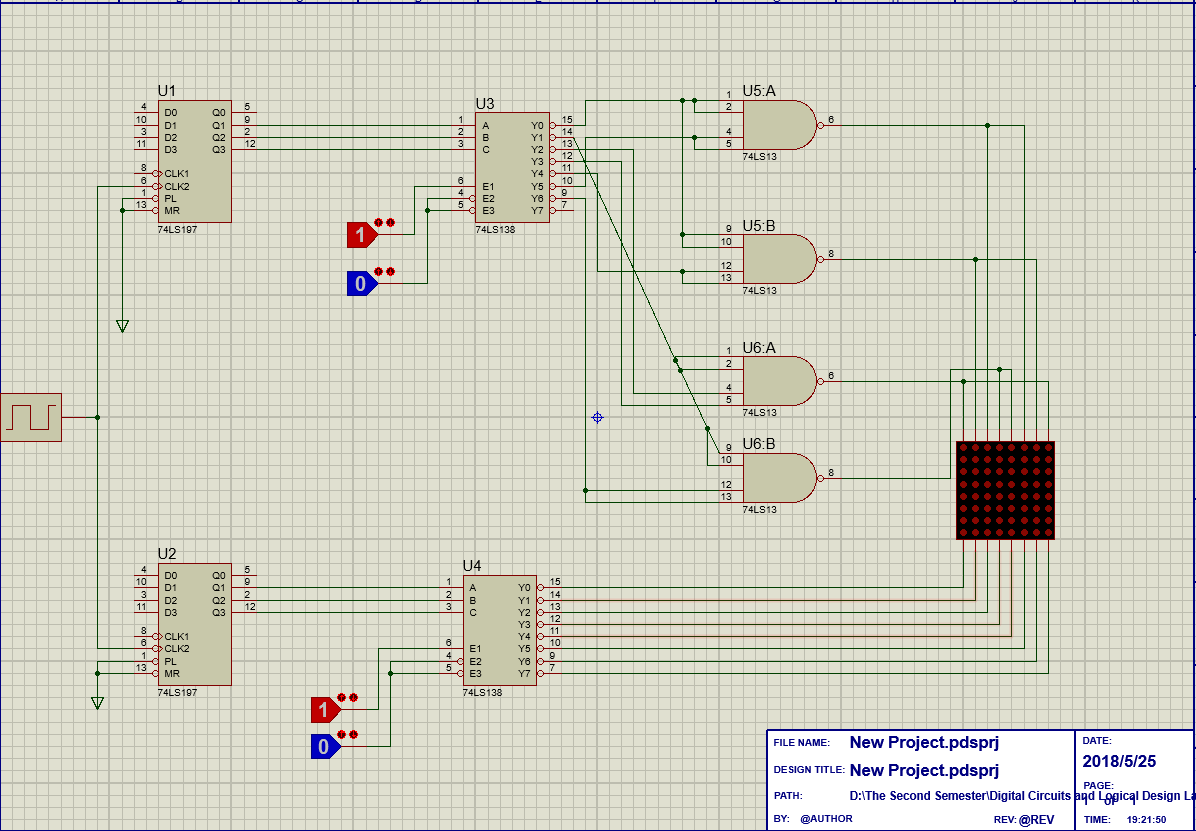 U1
4 D0 Q0 5
10 D1 Q1 9
3 D2 Q2 2
11 D3 Q3 12
8 CLK1
6 CLK2
1 PL
13 MR
74LS197
U3
1 A Y0 15
2 B Y1 14
3 C Y2 13
Y3 12
Y4 11
6 E1 Y5 10
4 E2 Y6 9
5 E3 Y7 7
74LS138
1
0
U5:A
1
2
4
5
6
74LS13
U5:B
9
10
12
13
8
74LS13
U6:A
1
2
4
5
6
74LS13
U6:B
9
10
12
13
8
74LS13
U2
4 D0 Q0 5
10 D1 Q1 9
3 D2 Q2 2
11 D3 Q3 12
8 CLK1
6 CLK2
1 PL
13 MR
74LS197
U4
1 A Y0 15
2 B Y1 14
3 C Y2 13
Y3 12
Y4 11
6 E1 Y5 10
4 E2 Y6 9
5 E3 Y7 7
74LS138
1
0
FILE NAME: New Project.pdsprj
DESIGN TITLE: New Project.pdsprj
PATH: D:\The Second Semester\Digital Circuits and Logical Design La
BY: @AUTHOR REV: @REV
DATE:
2018/5/25
PAGE:
1 of 1
TIME: 19:21:50